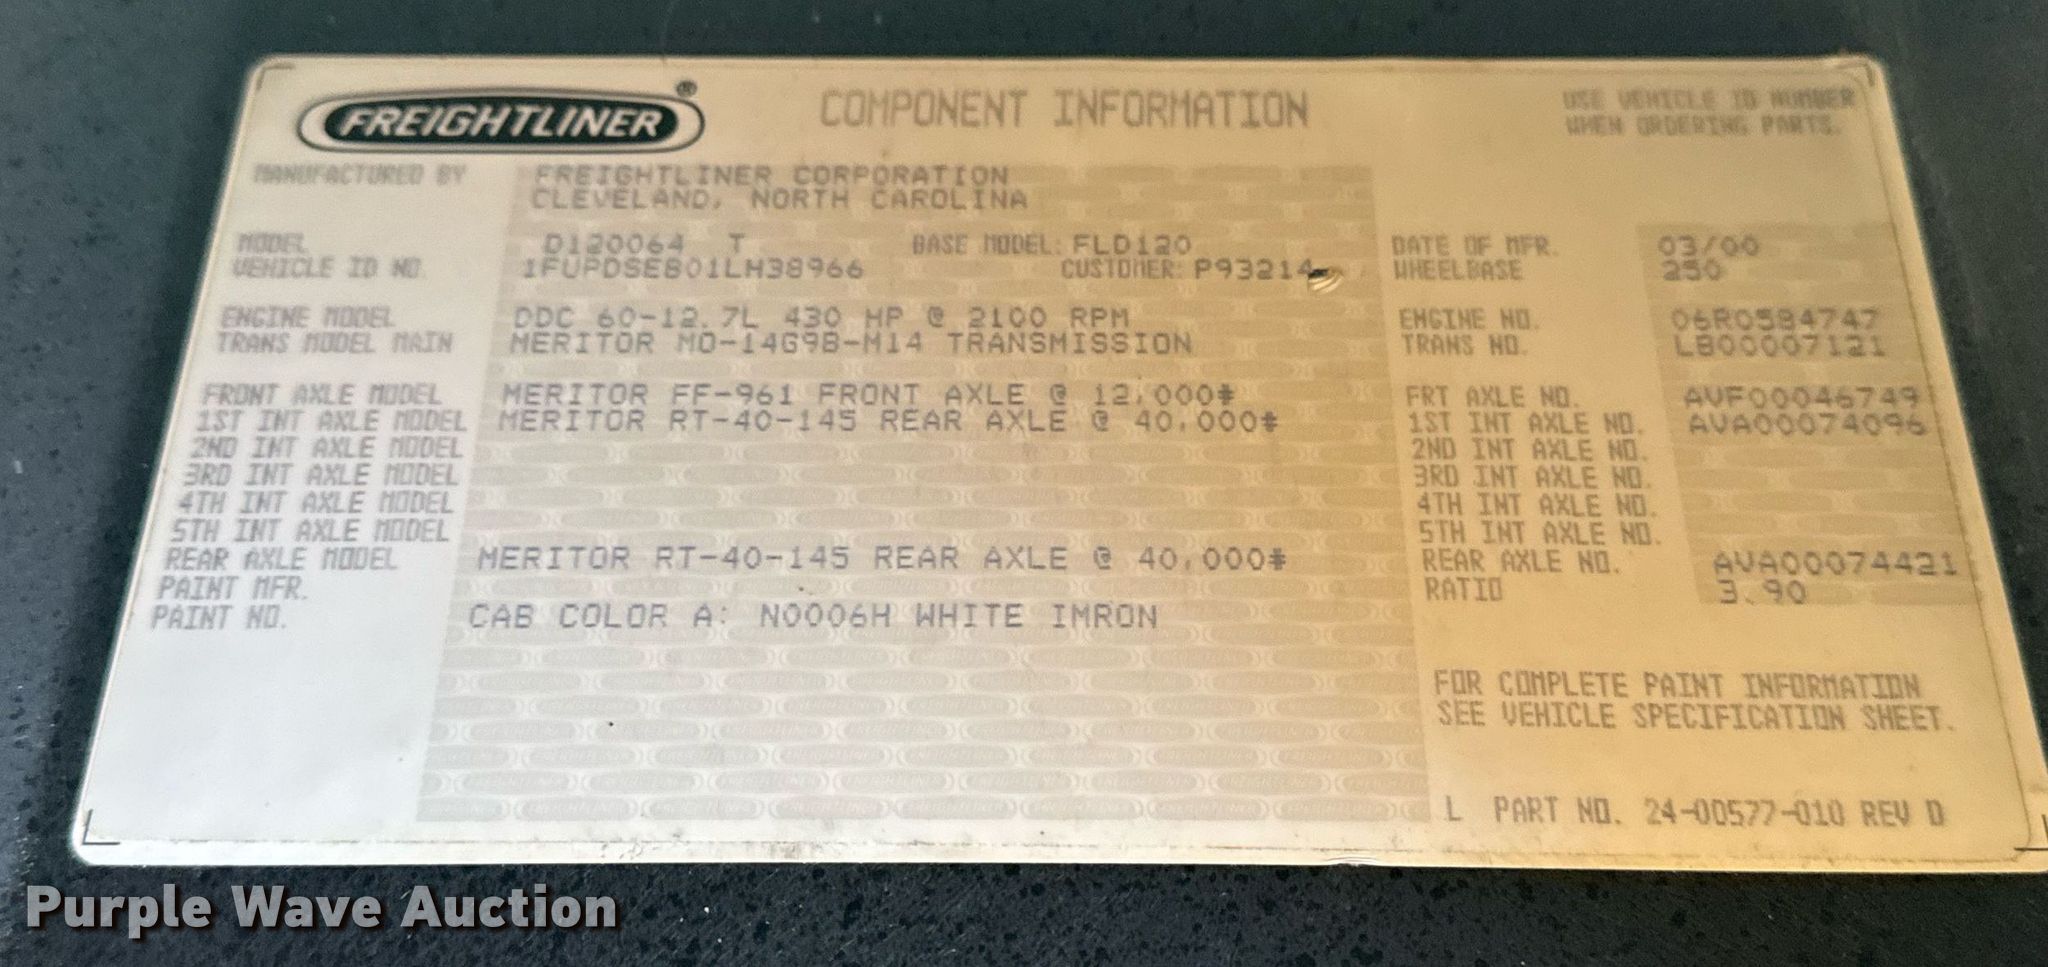 FREIGHTLINER ®
COMPONENT INFORMATION
USE VEHICLE ID NUMBER
WHEN ORDERING PARTS.
MANUFACTURED BY FREIGHTLINER CORPORATION
CLEVELAND, NORTH CAROLINA
MODEL D120064 T BASE MODEL: FLD120 DATE OF MFR. 03/00
VEHICLE ID NO. 1FUPDSEB01LH38966 CUSTOMER: P93214 WHEELBASE 250
ENGINE MODEL DDC 60-12.7L 430 HP @ 2100 RPM ENGINE NO. 06R0584747
TRANS MODEL MAIN MERITOR MO-14G9B-M14 TRANSMISSION TRANS NO. LB00007121
FRONT AXLE MODEL MERITOR FF-961 FRONT AXLE @ 12,000# FRT AXLE NO. AVF00046749
1ST INT AXLE MODEL MERITOR RT-40-145 REAR AXLE @ 40,000# 1ST INT AXLE NO. AVA00074096
2ND INT AXLE MODEL 2ND INT AXLE NO.
3RD INT AXLE MODEL 3RD INT AXLE NO.
4TH INT AXLE MODEL 4TH INT AXLE NO.
5TH INT AXLE MODEL 5TH INT AXLE NO.
REAR AXLE MODEL MERITOR RT-40-145 REAR AXLE @ 40,000# REAR AXLE NO. AVA00074421
PAINT MFR. RATIO 3.90
PAINT NO. CAB COLOR A: N0006H WHITE IMRON
FOR COMPLETE PAINT INFORMATION
SEE VEHICLE SPECIFICATION SHEET.
L PART NO. 24-00577-010 REV D
Purple Wave Auction